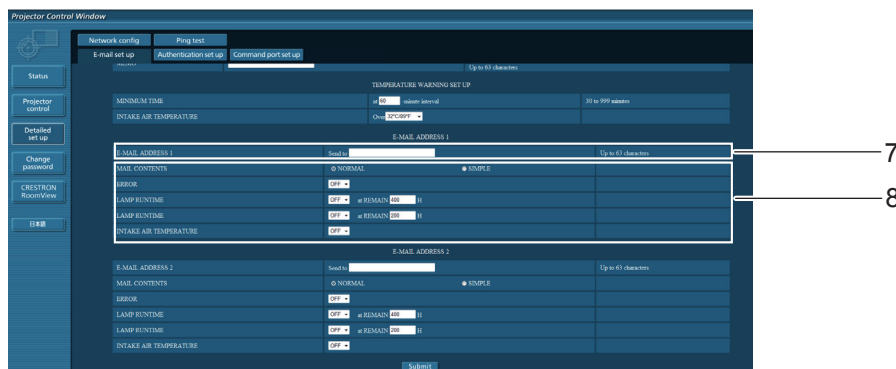 Projector Control Window
Network config Ping test
E-mail set up Authentication set up Command port set up
Status
Projector control
Detailed set up
Change password
CRESTRON RoomView
日本語
MEMO Up to 63 characters
TEMPERATURE WARNING SET UP
MINIMUM TIME at 60 minute interval 30 to 999 minutes
INTAKE AIR TEMPERATURE Over 32°C/89°F
E-MAIL ADDRESS 1
E-MAIL ADDRESS 1 Send to Up to 63 characters
7
MAIL CONTENTS NORMAL SIMPLE
ERROR OFF
8
LAMP RUNTIME OFF at REMAIN 400 H
LAMP RUNTIME OFF at REMAIN 200 H
INTAKE AIR TEMPERATURE OFF
E-MAIL ADDRESS 2
E-MAIL ADDRESS 2 Send to Up to 63 characters
MAIL CONTENTS NORMAL SIMPLE
ERROR OFF
LAMP RUNTIME OFF at REMAIN 400 H
LAMP RUNTIME OFF at REMAIN 200 H
INTAKE AIR TEMPERATURE OFF
Submit